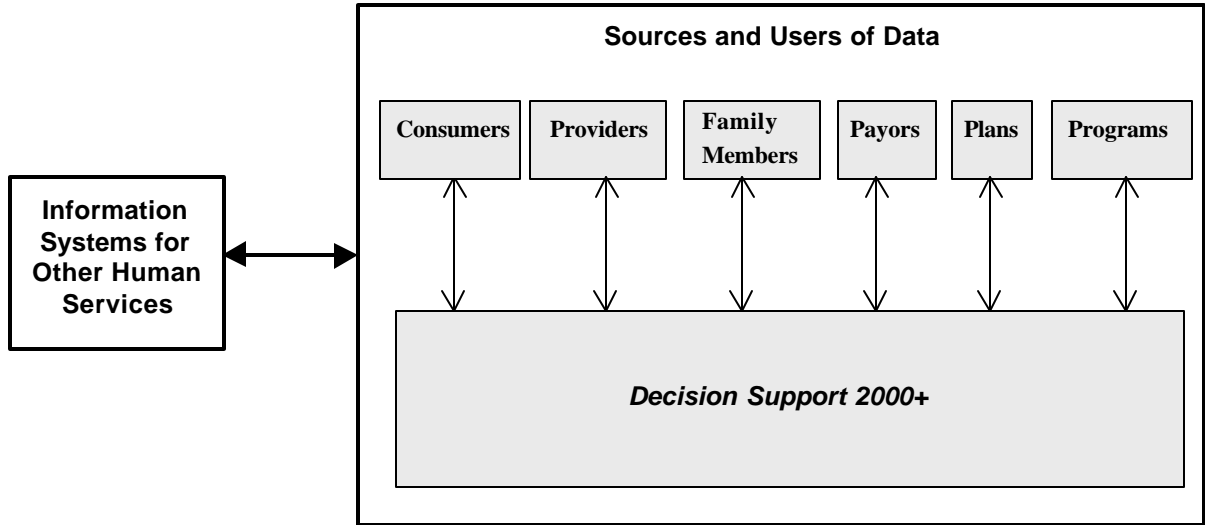 Sources and Users of Data
Consumers
Providers
Family
Members
Payors
Plans
Programs
Information
Systems for
Other Human
Services
Decision Support 2000+